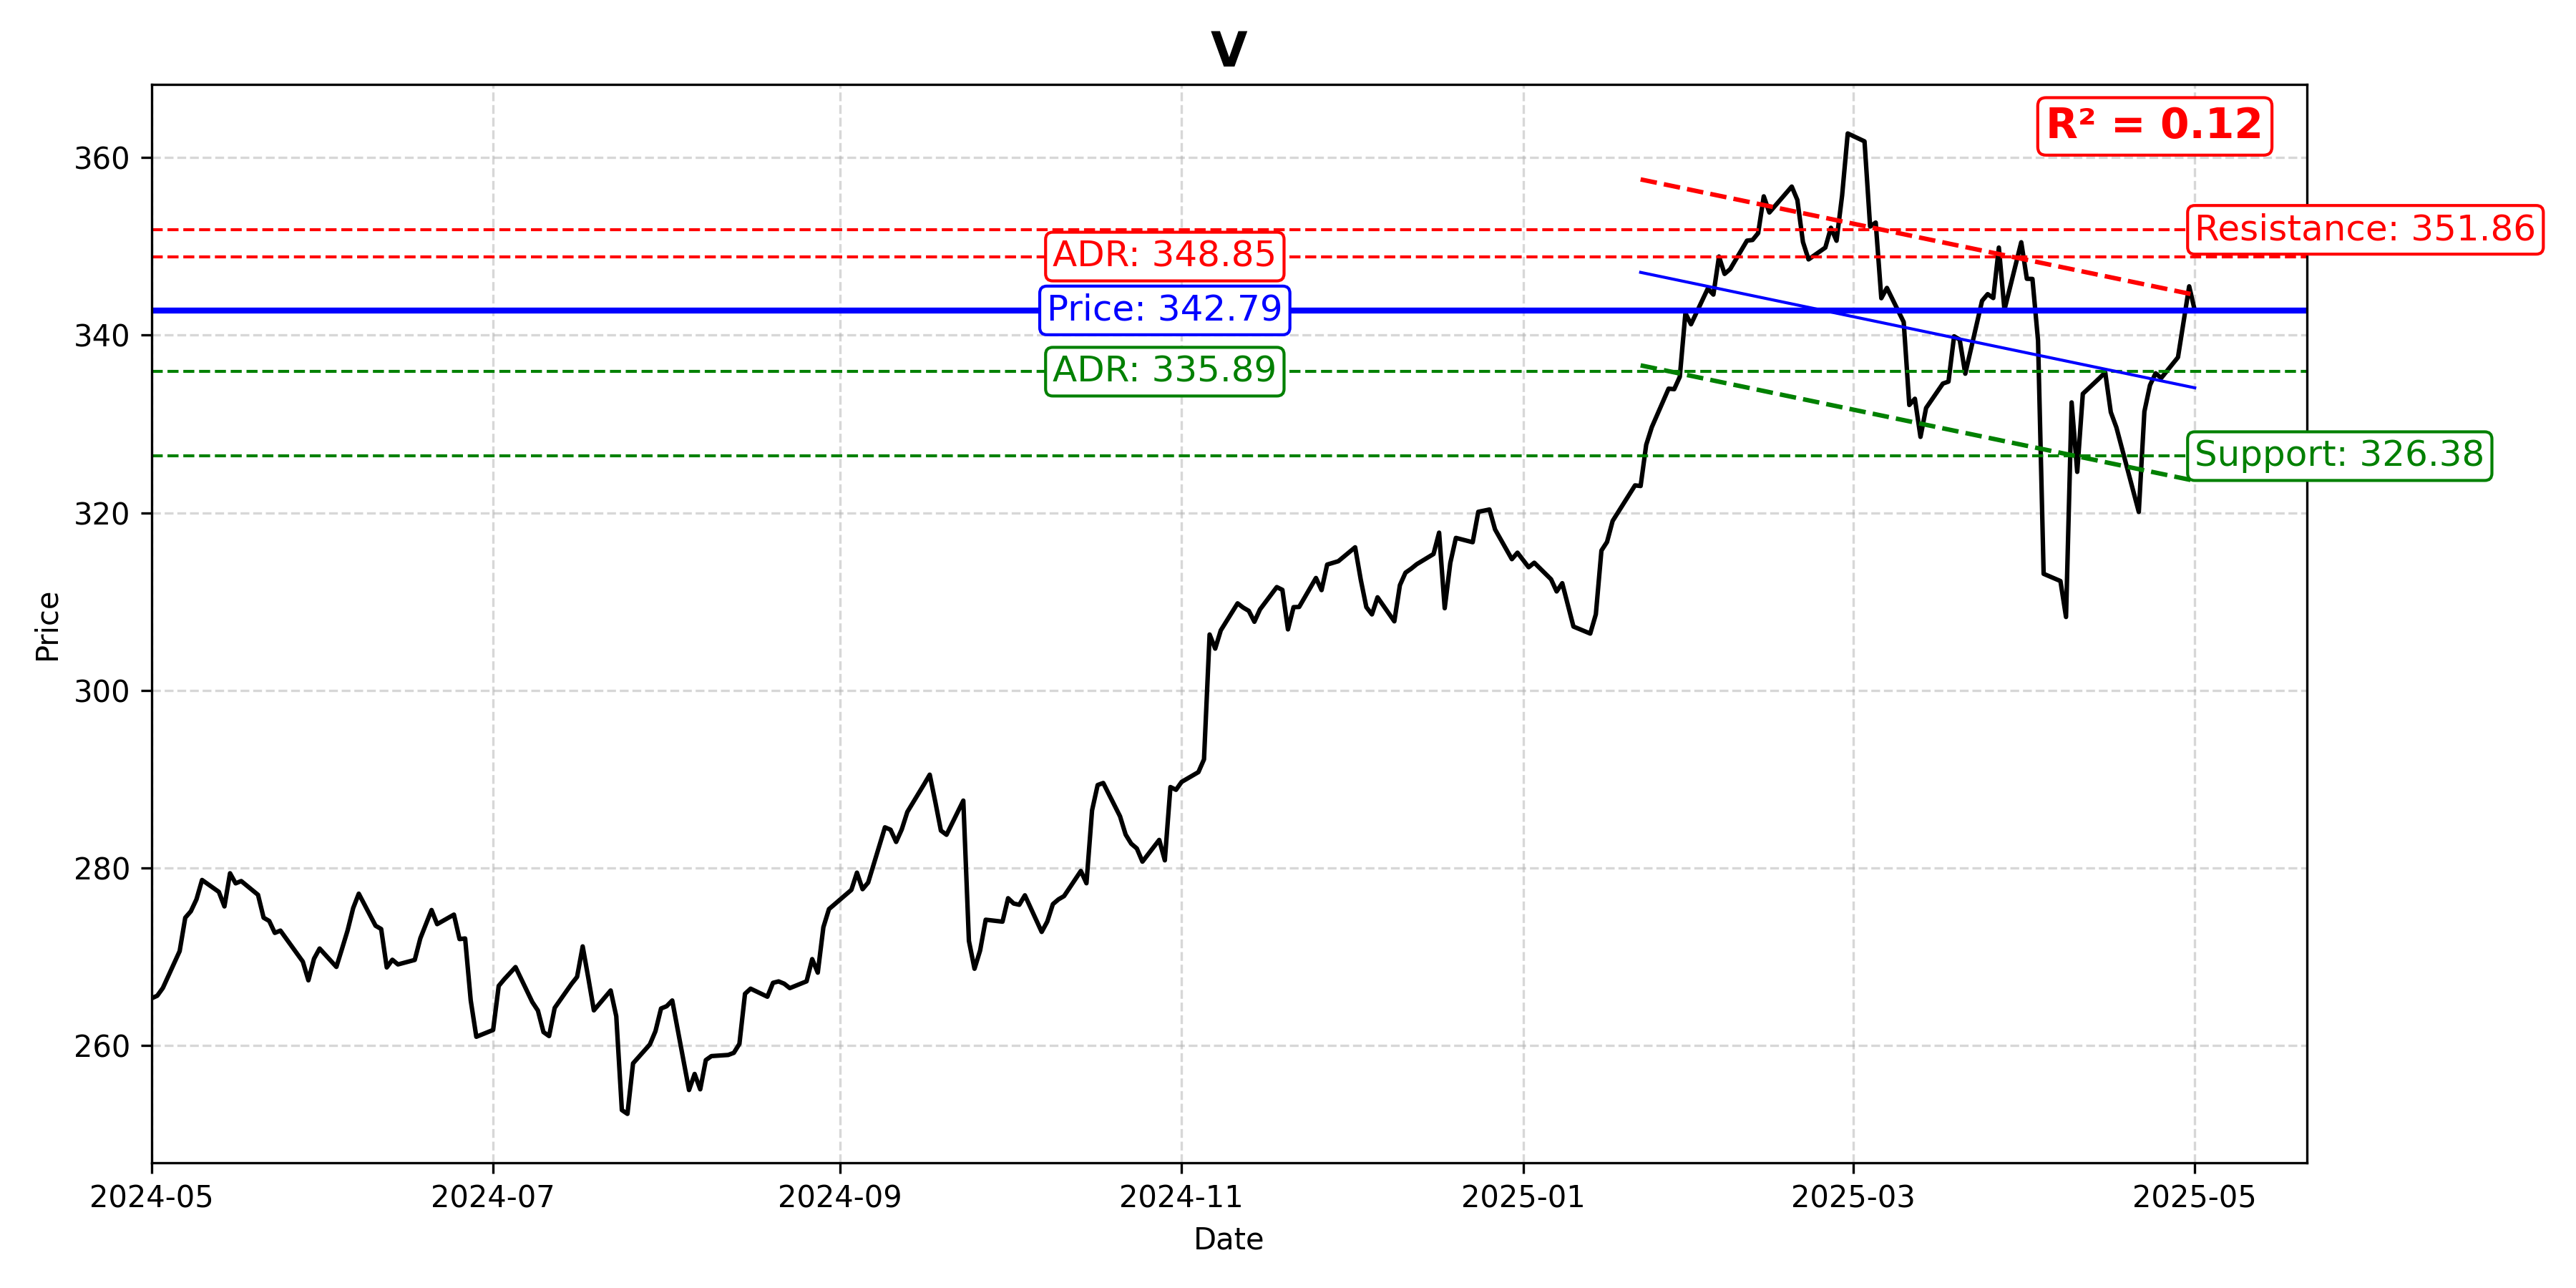 V
R² = 0.12
360
Resistance: 351.86
ADR: 348.85
Price: 342.79
340
ADR: 335.89
Support: 326.38
320
Price
300
280
260
2024-05 2024-07 2024-09 2024-11 2025-01 2025-03 2025-05
Date